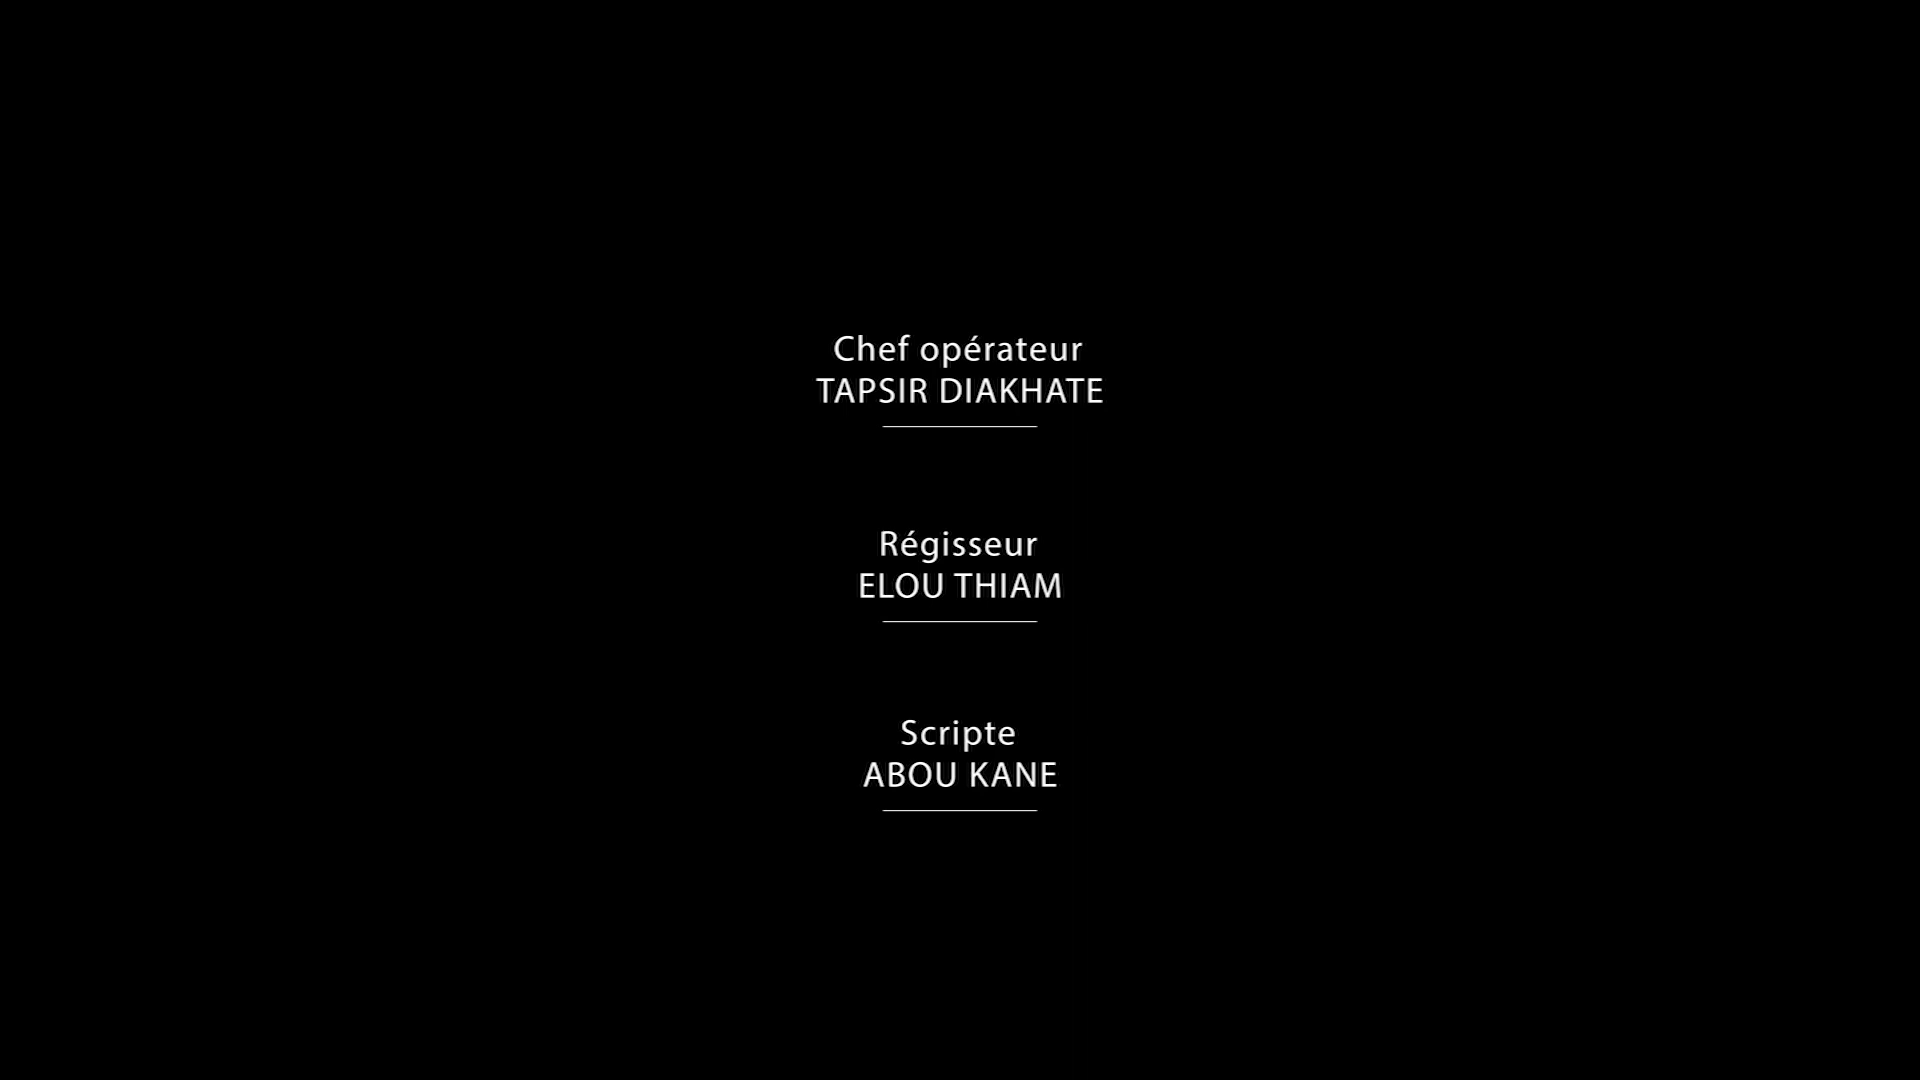 Chef opérateur
TAPSIR DIAKHATE
Régisseur
ELOU THIAM
Scripte
ABOU KANE